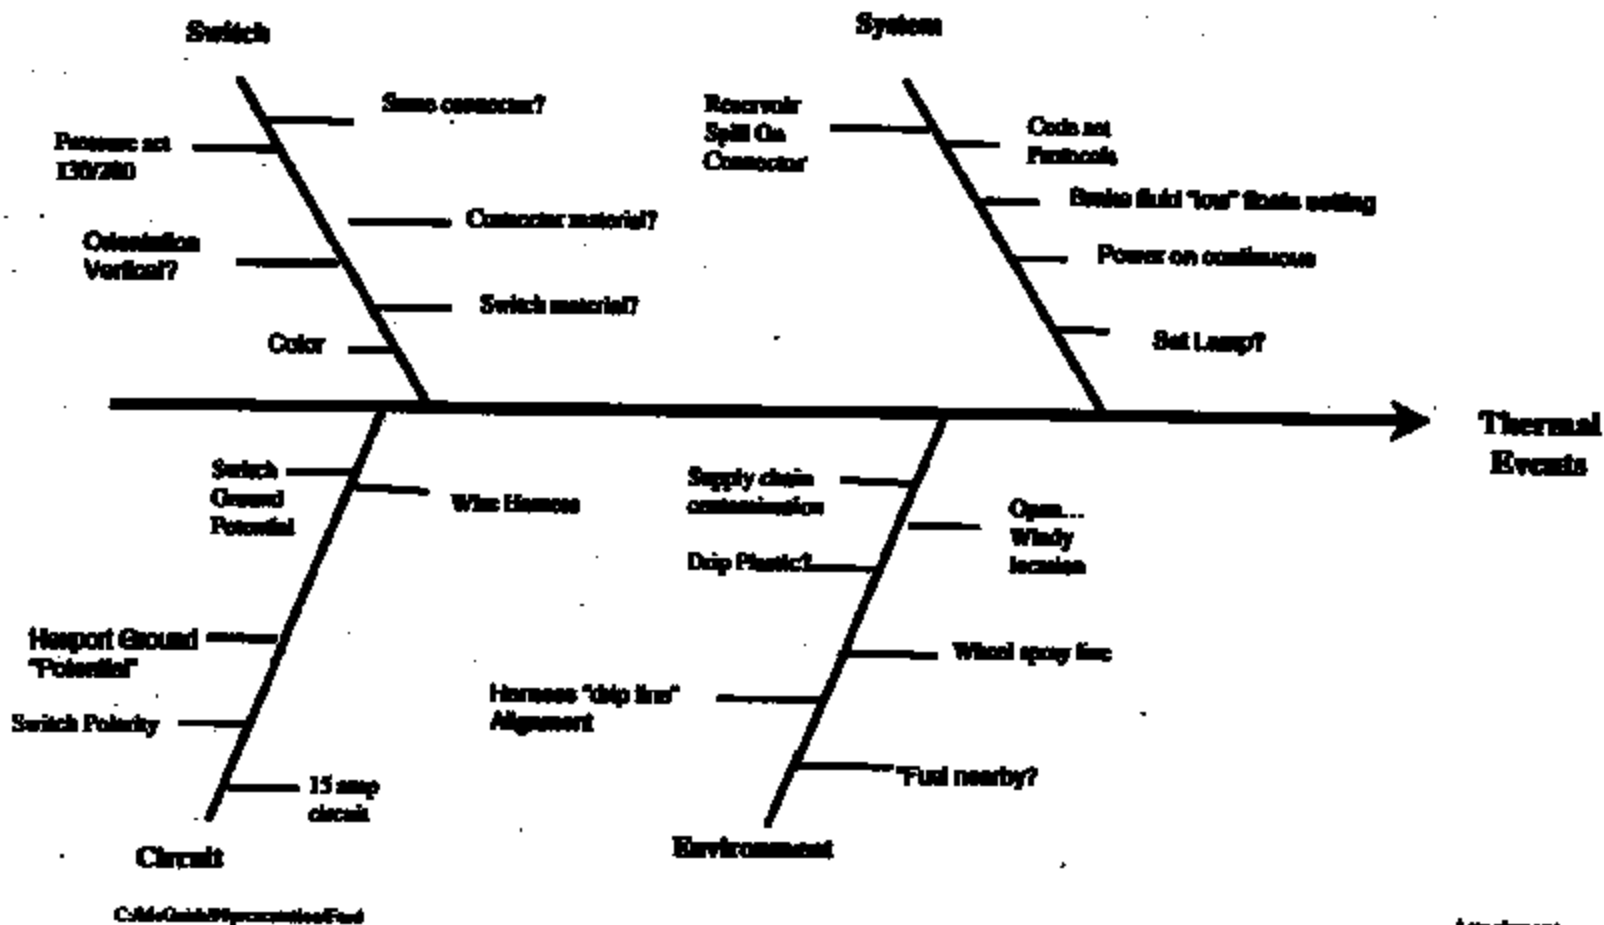 Switch
System
Same connector?
Pressure set
Reservoir
Spill On
Connector
Code set
Protocols
Brake fluid "low" floats setting
Connector material?
Orientation
Vertical?
Power on continuous
Switch material?
Color
Set Lamp?
Thermal
Events
Switch
Ground
Potential
Wire Harness
Supply chain
contamination
Open...
Windy
location
Drip Plastic?
Hexport Ground
"Potential"
Wheel spray line
Harness "drip line"
Alignment
Switch Polarity
15 amp
circuit
"Fuel nearby?
Circuit
Environment
Attachment